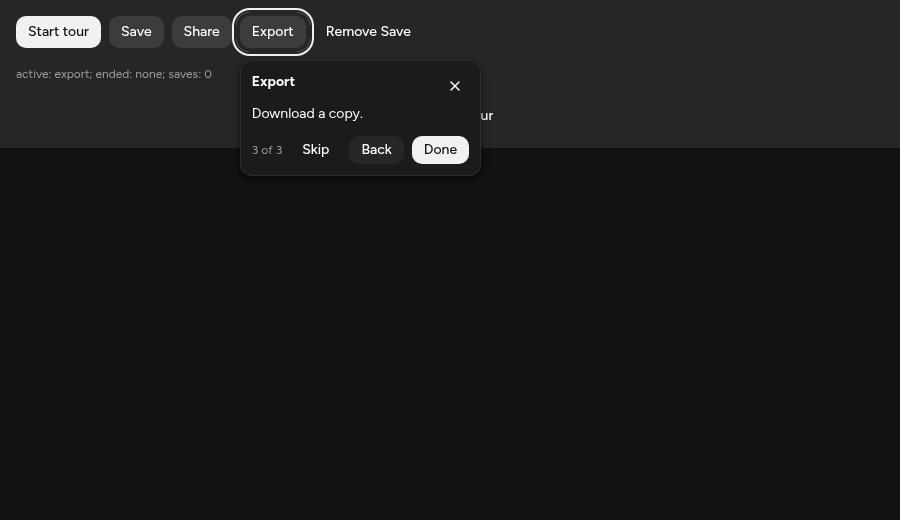 Start tour Save Share Export Remove Save
active: export; ended: none; saves: 0
Export
Download a copy.
3 of 3 Skip Back Done